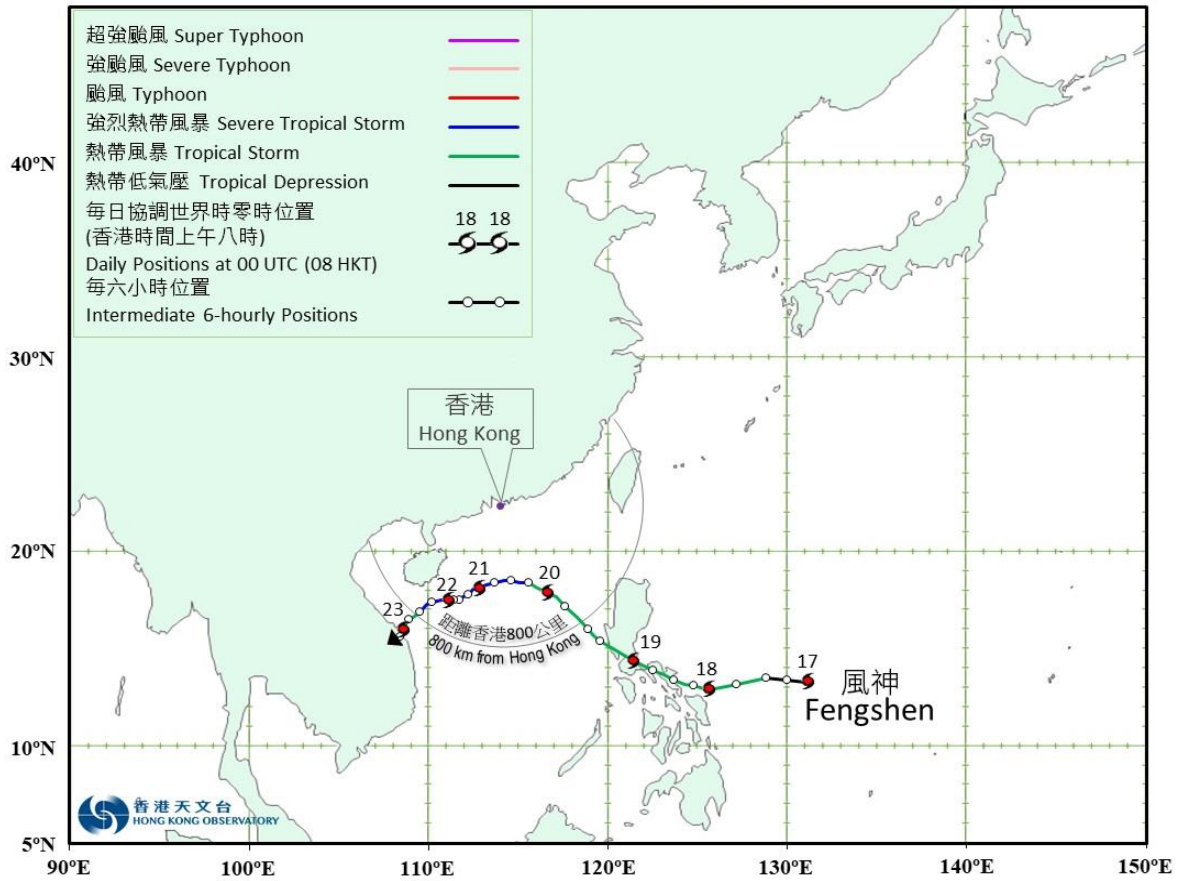 超強颱風 Super Typhoon
強颱風 Severe Typhoon
颱風 Typhoon
強烈熱帶風暴 Severe Tropical Storm
熱帶風暴 Tropical Storm
熱帶低氣壓 Tropical Depression
每日協調世界時零時位置
(香港時間上午八時)
Daily Positions at 00 UTC (08 HKT)
18 18
每六小時位置
Intermediate 6-hourly Positions
40ºN
30ºN
20ºN
10ºN
5ºN
香港
Hong Kong
23
22
21
20
19
18
17
距離香港800公里
800 km from Hong Kong
風神
Fengshen
香港天文台
HONG KONG OBSERVATORY
90ºE
100ºE
110ºE
120ºE
130ºE
140ºE
150ºE